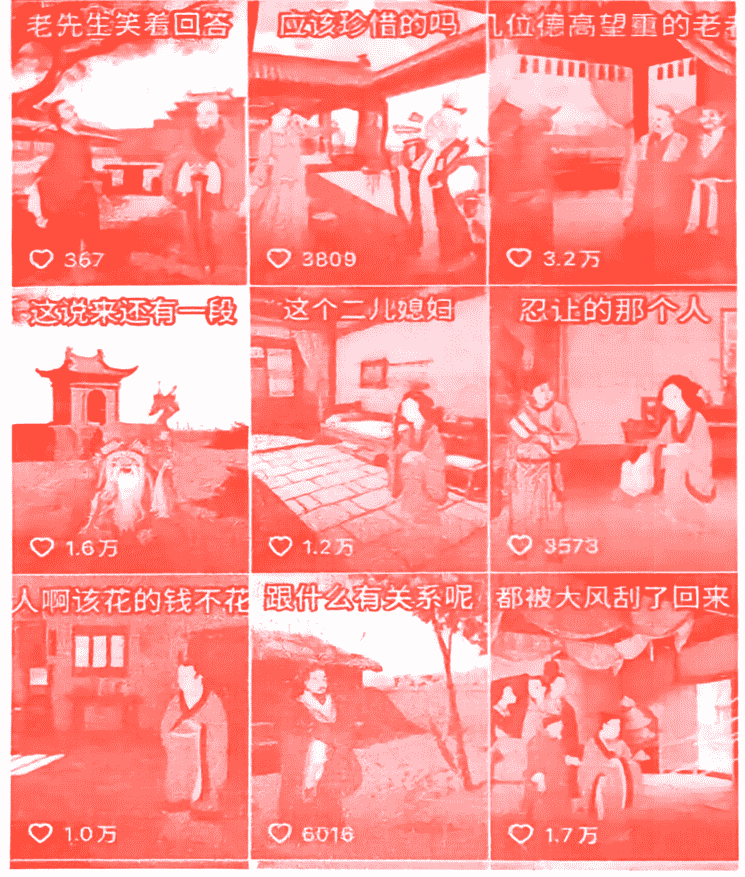 老先生笑着回答
应该珍惜的吗
几位德高望重的老者
367
3809
3.2万
这说来还有一段
这个二儿媳妇
忍让的那个人
1.6万
1.2万
3573
人啊该花的钱不花
跟什么有关系呢
都被大风刮了回来
1.0万
6016
1.7万